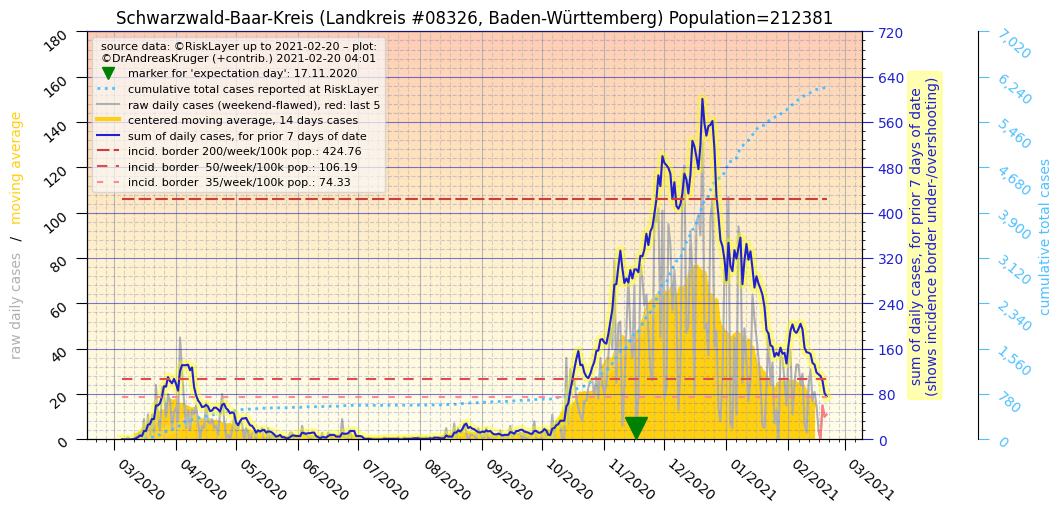 Schwarzwald-Baar-Kreis (Landkreis #08326, Baden-Württemberg) Population=212381
source data: ©RiskLayer up to 2021-02-20 – plot:
©DrAndreasKruger (+contrib.) 2021-02-20 04:01
marker for 'expectation day': 17.11.2020
cumulative total cases reported at RiskLayer
raw daily cases (weekend-flawed), red: last 5
centered moving average, 14 days cases
sum of daily cases, for prior 7 days of date
incid. border 200/week/100k pop.: 424.76
incid. border  50/week/100k pop.: 106.19
incid. border  35/week/100k pop.: 74.33
raw daily cases / moving average
180
160
140
120
100
80
60
40
20
0
03/2020
04/2020
05/2020
06/2020
07/2020
08/2020
09/2020
10/2020
11/2020
12/2020
01/2021
02/2021
03/2021
720
640
560
480
400
320
240
160
80
0
sum of daily cases, for prior 7 days of date
(shows incidence border under-/overshooting)
7,020
6,240
5,460
4,680
3,900
3,120
2,340
1,560
780
0
cumulative total cases